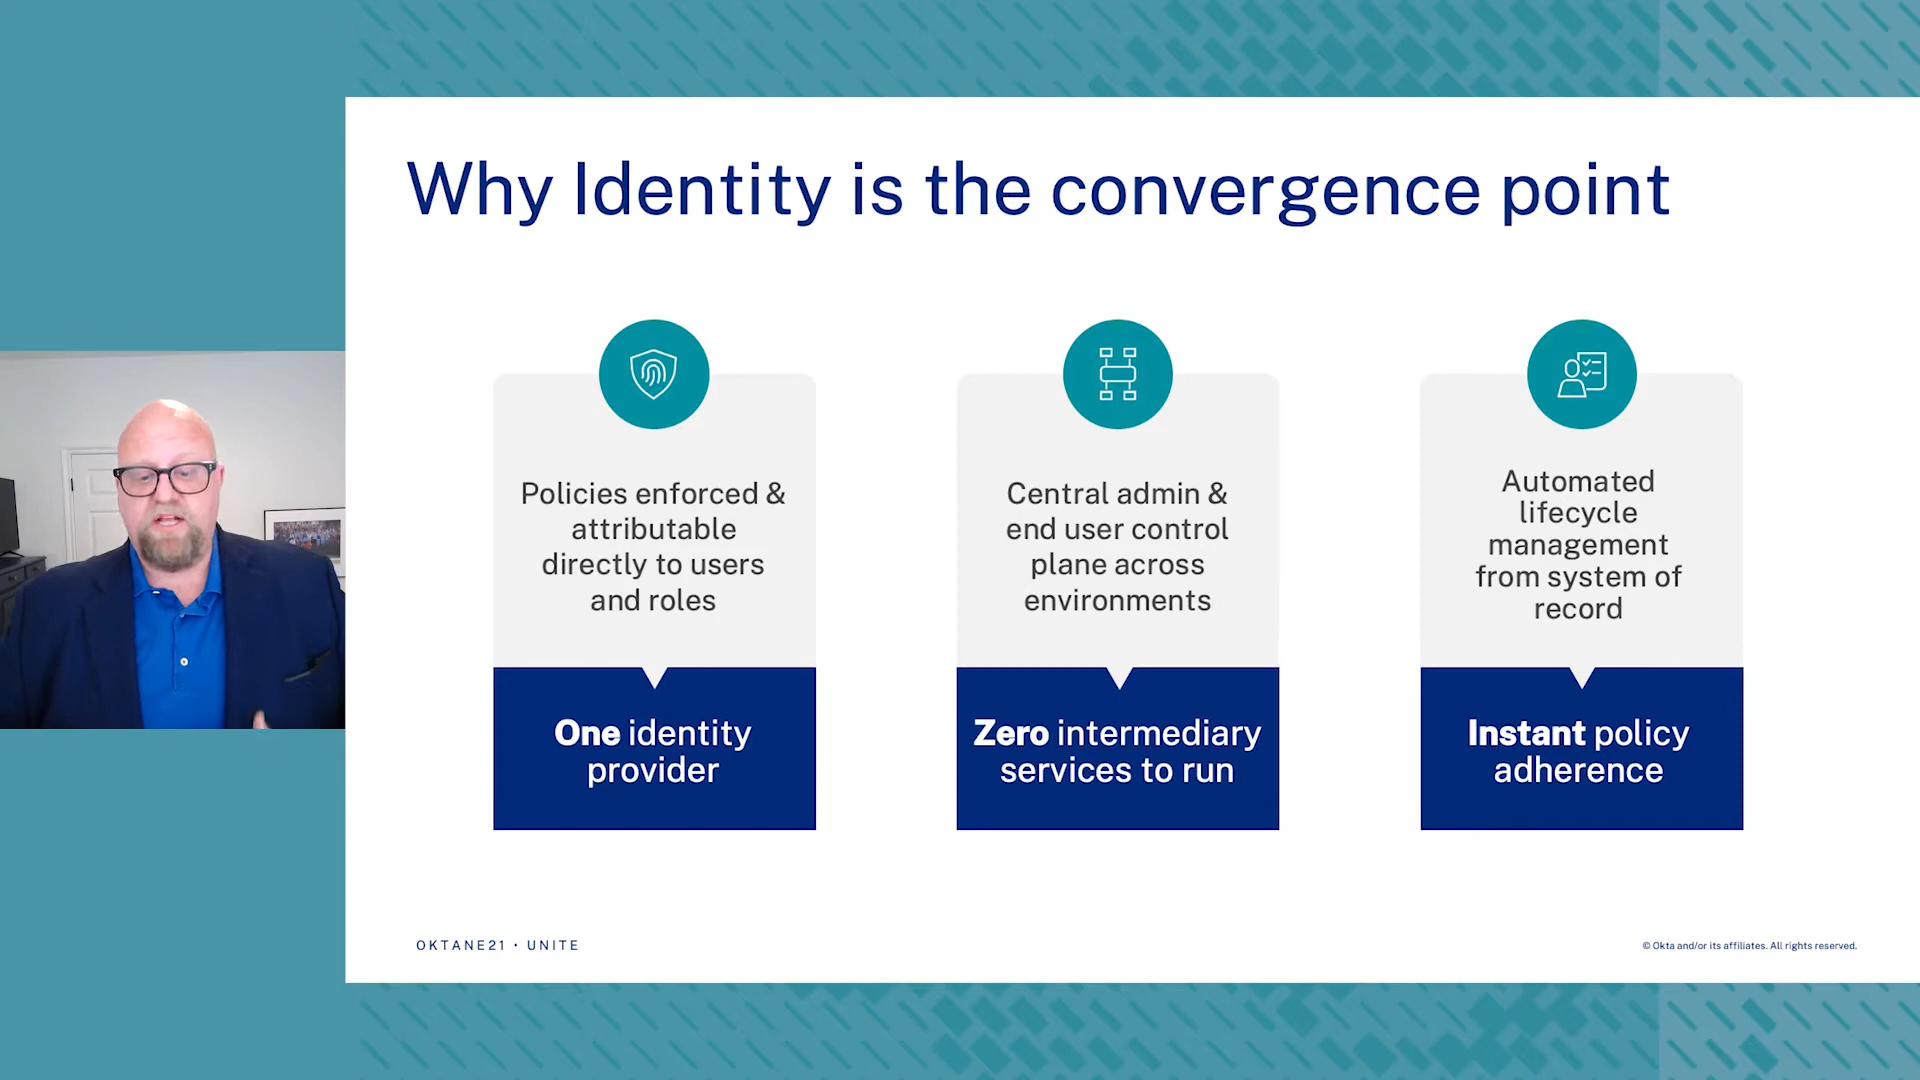 Why Identity is the convergence point
Policies enforced &
attributable
directly to users
and roles
One identity
provider
Central admin &
end user control
plane across
environments
Zero intermediary
services to run
Automated
lifecycle
management
from system of
record
Instant policy
adherence
OKTANE21 • UNITE
© Okta and/or its affiliates. All rights reserved.